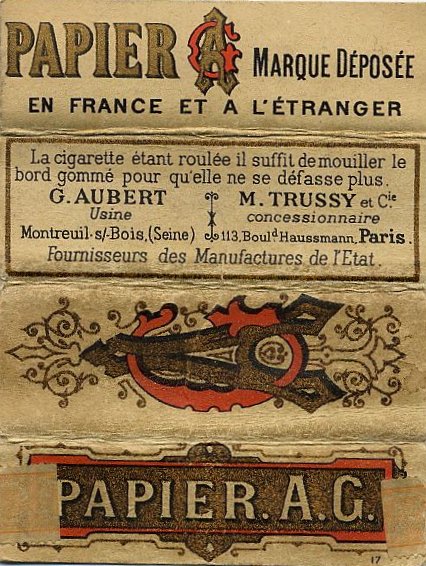 PAPIER AG MARQUE DÉPOSÉE
EN FRANCE ET A L'ÉTRANGER
La cigarette étant roulée il suffit de mouiller le
bord gommé pour qu'elle ne se défasse plus.
G. AUBERT M. TRUSSY et Cie
Usine concessionnaire
Montreuil-s/-Bois, (Seine) 113, Bould Haussmann, Paris.
Fournisseurs des Manufactures de l'Etat.
AG
PAPIER. A.G.
17